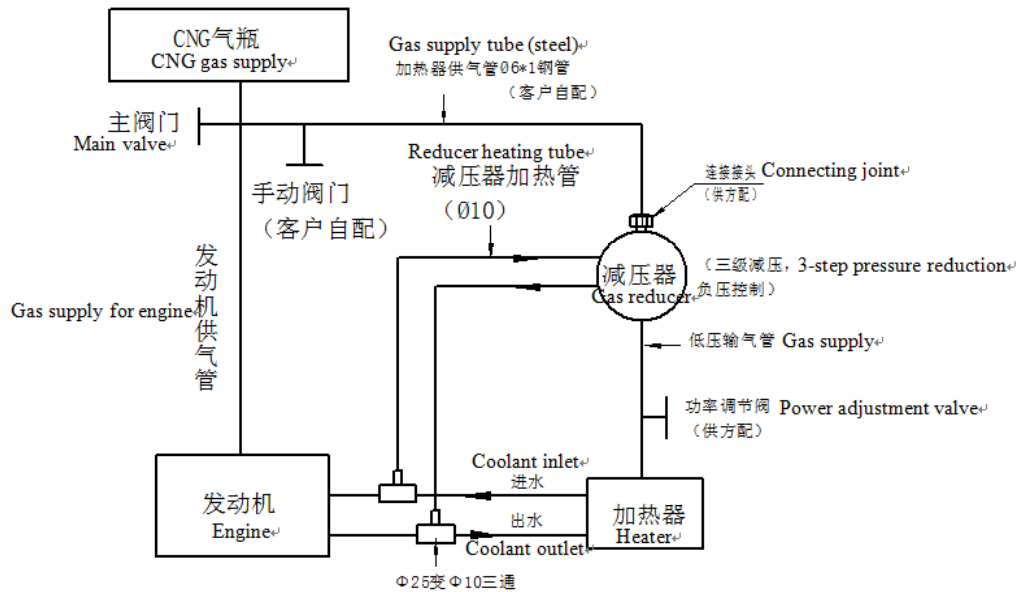 CNG气瓶
CNG gas supply↵
Gas supply tube (steel)↵
加热器供气管Ø6*1钢管
（客户自配）
主阀门
Main valve↵
手动阀门
（客户自配）
Reducer heating tube↵
减压器加热管
（Ø10）
连接接头 Connecting joint↵
（供方配）
减压器
Gas reducer↵
（三级减压, 3-step pressure reduction↵
负压控制）
Gas supply for engine↵
发动机供气管
低压输气管 Gas supply↵
功率调节阀 Power adjustment valve↵
（供方配）
Coolant inlet↵
进水
发动机
Engine↵
出水
Coolant outlet↵
加热器
Heater↵
Φ25变Φ10三通